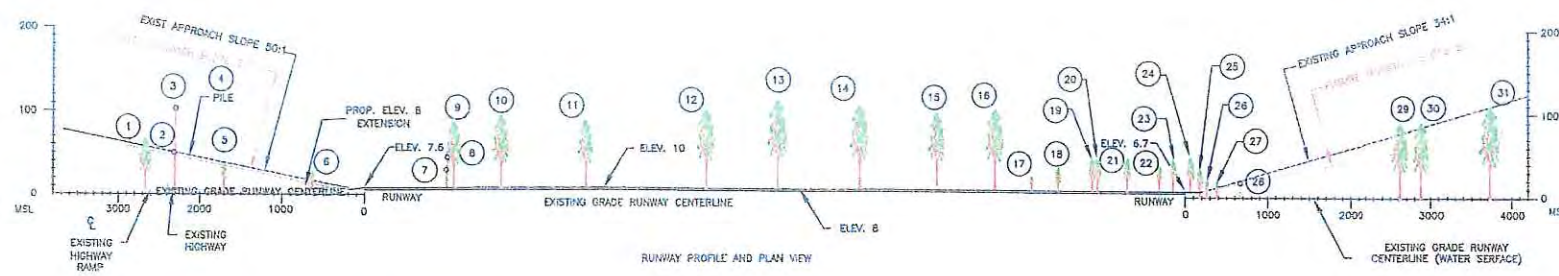 200
100
0
MSL
EXIST APPROACH SLOPE 50:1
1
2
3
4
PILE
5
6
PROP. ELEV. 8
EXTENSION
EXISTING GRADE RUNWAY CENTERLINE
3000
2000
1000
0
℄
EXISTING
HIGHWAY
RAMP
EXISTING
HIGHWAY
ELEV. 7.6
RUNWAY
7
8
9
10
11
12
13
14
15
16
ELEV. 10
EXISTING GRADE RUNWAY CENTERLINE
ELEV. 8
17
18
19
20
21
22
23
ELEV. 6.7
24
25
26
27
28
RUNWAY
0
1000
2000
3000
4000
EXISTING APPROACH SLOPE 34:1
29
30
31
200
100
0
EXISTING GRADE RUNWAY
CENTERLINE (WATER SERFACE)
RUNWAY PROFILE AND PLAN VIEW